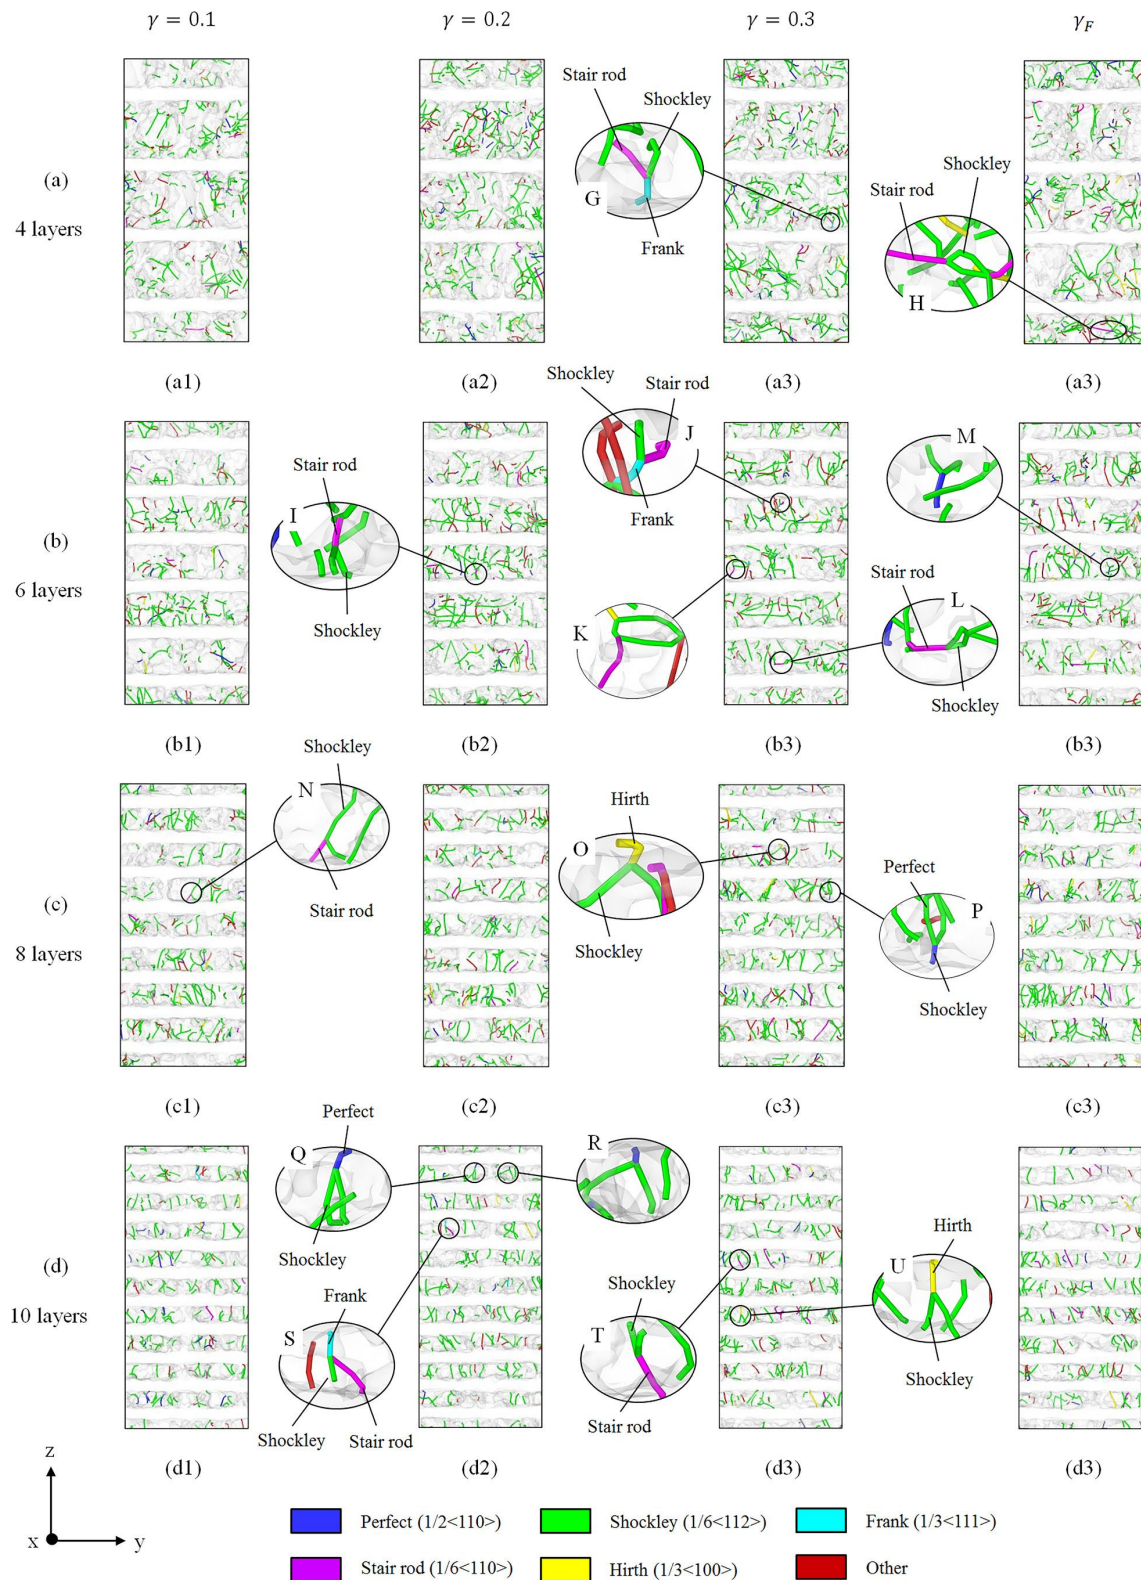 γ = 0.1
γ = 0.2
γ = 0.3
γF
Stair rod
Shockley
G
Frank
Shockley
Stair rod
H
(a)
4 layers
(a1)
(a2)
(a3)
(a3)
Shockley
Stair rod
J
Frank
M
Stair rod
I
Shockley
(b)
6 layers
K
Stair rod
L
Shockley
(b1)
(b2)
(b3)
(b3)
Shockley
N
Stair rod
Hirth
O
Shockley
Perfect
P
Shockley
(c)
8 layers
(c1)
(c2)
(c3)
(c3)
Perfect
Q
Shockley
R
Frank
S
Shockley
Stair rod
Shockley
T
Stair rod
Hirth
U
Shockley
(d)
10 layers
(d1)
(d2)
(d3)
(d3)
z
x
y
Perfect (1/2<110>)
Shockley (1/6<112>)
Frank (1/3<111>)
Stair rod (1/6<110>)
Hirth (1/3<100>)
Other